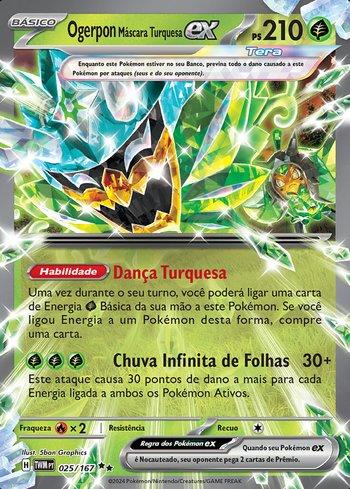 BÁSICO
Ogerpon Máscara Turquesa ex PS 210
Tera
Enquanto este Pokémon estiver no seu Banco, previna todo o dano causado a este
Pokémon por ataques (seus e do seu oponente).
Habilidade Dança Turquesa
Uma vez durante o seu turno, você poderá ligar uma carta
de Energia Básica da sua mão a este Pokémon. Se você
ligou Energia a um Pokémon desta forma, compre
uma carta.
Chuva Infinita de Folhas 30+
Este ataque causa 30 pontos de dano a mais para cada
Energia ligada a ambos os Pokémon Ativos.
Fraqueza × 2 Resistência Recuo
Regra dos Pokémon ex Quando seu Pokémon ex
é Nocauteado, seu oponente pega 2 cartas de Prêmio.
Ilust. 5ban Graphics
H TWM PT 025/167
©2024 Pokémon/Nintendo/Creatures/GAME FREAK